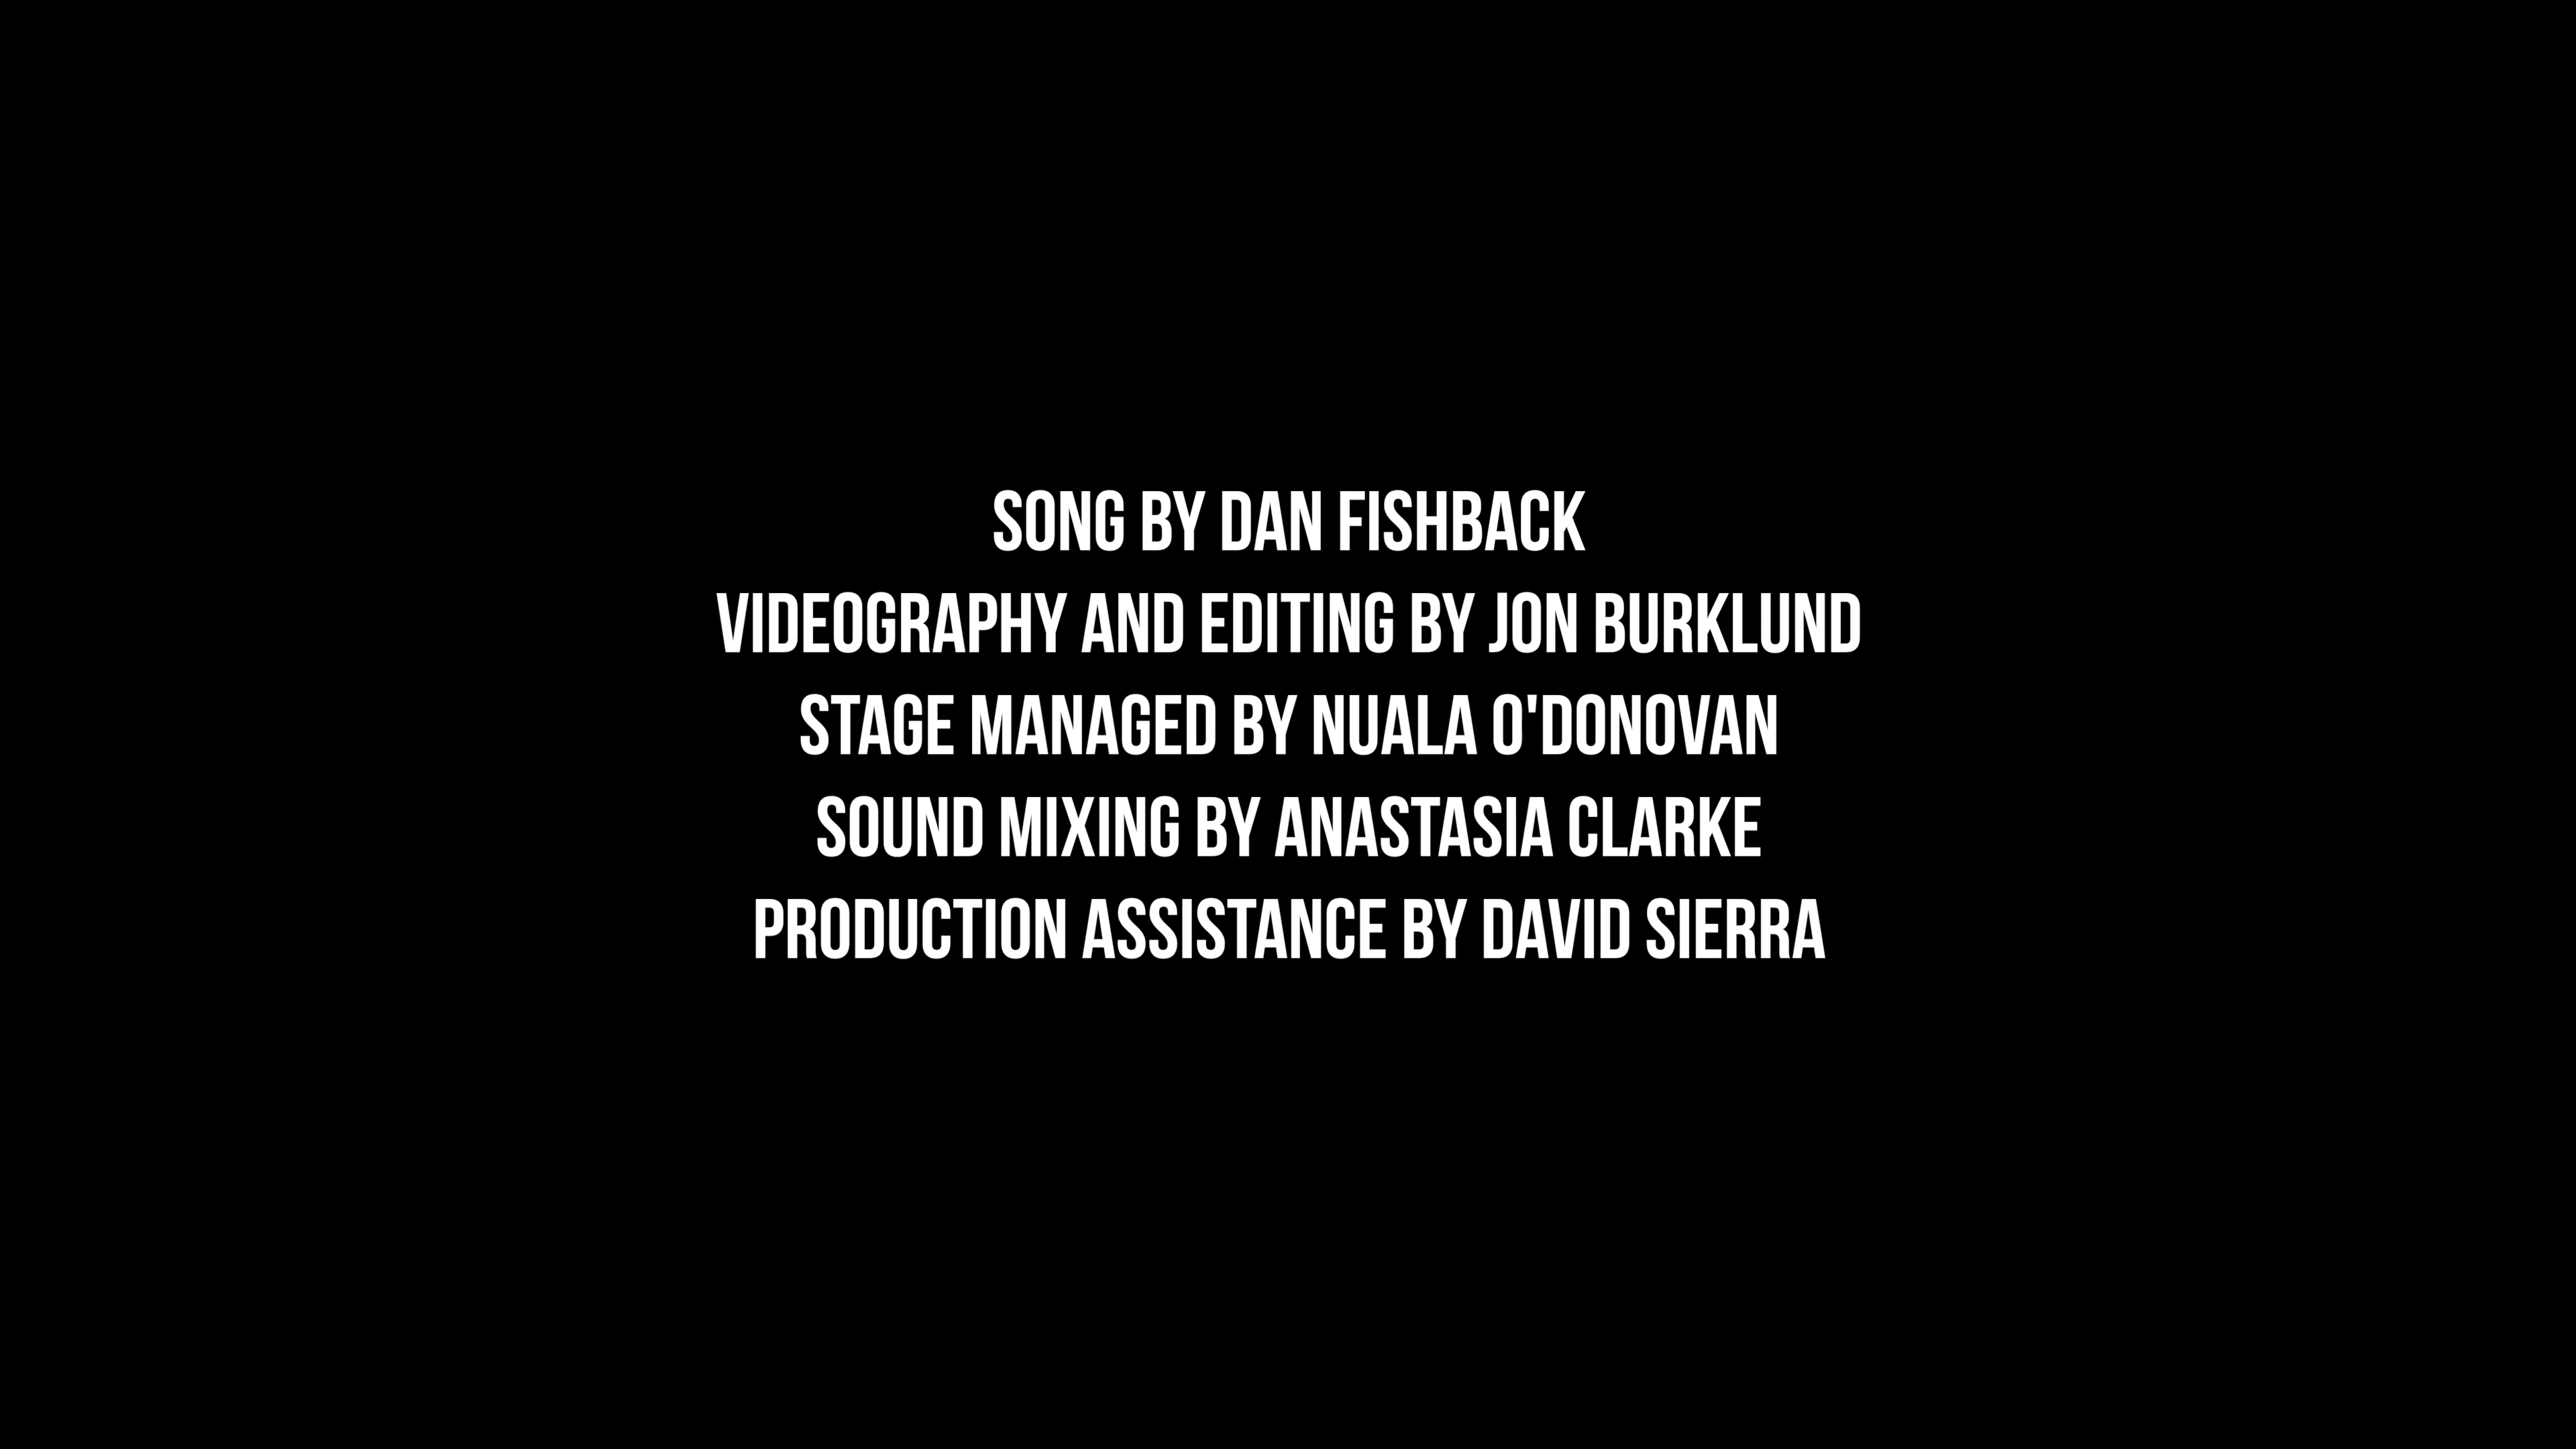 SONG BY DAN FISHBACK
VIDEOGRAPHY AND EDITING BY JON BURKLUND
STAGE MANAGED BY NUALA O'DONOVAN
SOUND MIXING BY ANASTASIA CLARKE
PRODUCTION ASSISTANCE BY DAVID SIERRA